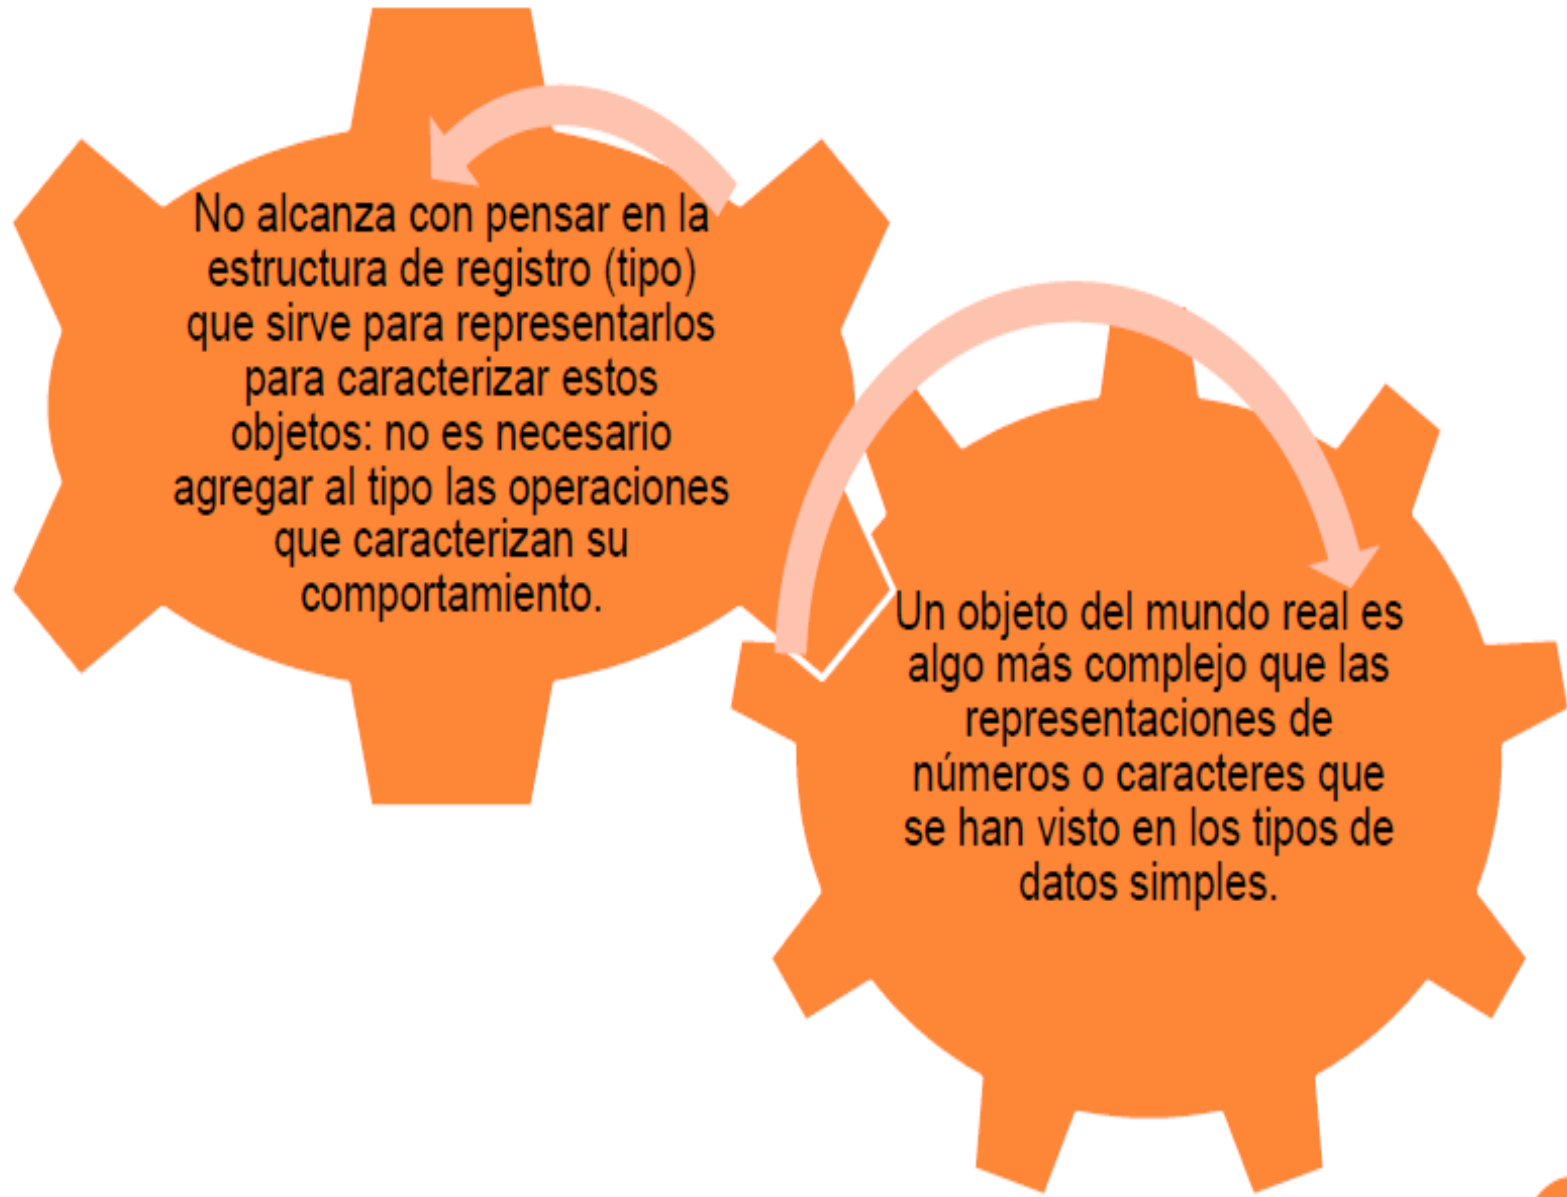 No alcanza con pensar en la
estructura de registro (tipo)
que sirve para representarlos
para caracterizar estos
objetos: no es necesario
agregar al tipo las operaciones
que caracterizan su
comportamiento.
Un objeto del mundo real es
algo más complejo que las
representaciones de
números o caracteres que
se han visto en los tipos de
datos simples.